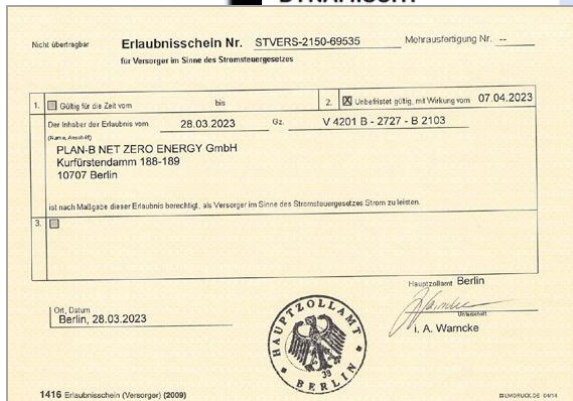 Nicht übertragbar Erlaubnisschein Nr. STVERS-2150-69535 Mehrausfertigung Nr. --
für Versorger im Sinne des Stromsteuergesetzes
1. Gültig für die Zeit vom bis 2. X Unbefristet gültig, mit Wirkung vom 07.04.2023
Der Inhaber der Erlaubnis vom 28.03.2023 Gz. V 4201 B - 2727 - B 2103
(Name, Anschrift)
PLAN-B NET ZERO ENERGY GmbH
Kurfürstendamm 188-189
10707 Berlin
ist nach Maßgabe dieser Erlaubnis berechtigt, als Versorger im Sinne des Stromsteuergesetzes Strom zu leisten.
3.
Hauptzollamt Berlin
Ort, Datum
Berlin, 28.03.2023
Unterschrift
i. A. Warncke
HAUPTZOLLAMT
39
BERLIN
1416 Erlaubnisschein (Versorger) (2009)